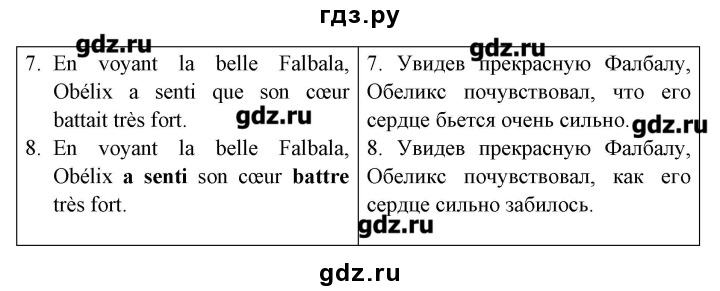 гдз.ру
gdz.ru
gdz.ru
7. En voyant la belle Falbala,
Obélix a senti que son cœur
battait très fort.
gdz.ru
8. En voyant la belle Falbala,
Obélix a senti son cœur battre
très fort.
7. Увидев прекрасную Фалбалу,
Обеликс почувствовал, что его
сердце бьется очень сильно.
gdz.ru
8. Увидев прекрасную Фалбалу,
Обеликс почувствовал, как его
сердце сильно забилось.
gdz.ru
gdz.ru